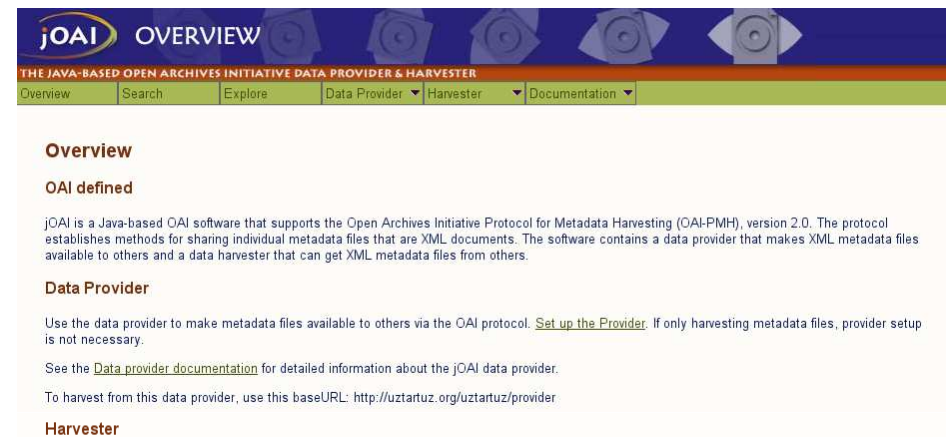 jOAI OVERVIEW
THE JAVA-BASED OPEN ARCHIVES INITIATIVE DATA PROVIDER & HARVESTER
Overview Search Explore Data Provider Harvester Documentation
Overview
OAI defined
jOAI is a Java-based OAI software that supports the Open Archives Initiative Protocol for Metadata Harvesting (OAI-PMH), version 2.0. The protocol
establishes methods for sharing individual metadata files that are XML documents. The software contains a data provider that makes XML metadata files
available to others and a data harvester that can get XML metadata files from others.
Data Provider
Use the data provider to make metadata files available to others via the OAI protocol. Set up the Provider. If only harvesting metadata files, provider setup
is not necessary.
See the Data provider documentation for detailed information about the jOAI data provider.
To harvest from this data provider, use this baseURL: http://uztartuz.org/uztartuz/provider
Harvester